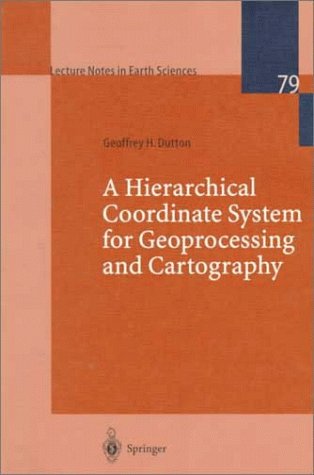 Lecture Notes in Earth Sciences
79
Geoffrey H. Dutton
A Hierarchical
Coordinate System
for Geoprocessing
and Cartography
Springer